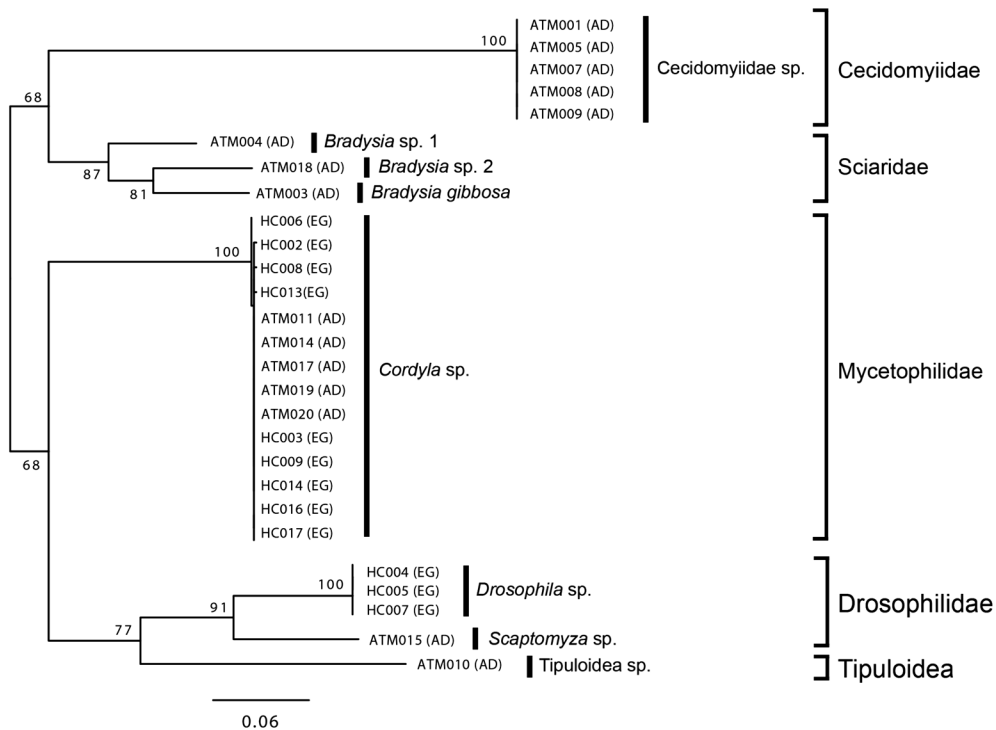 ATM001 (AD)
100
ATM005 (AD)
ATM007 (AD)
Cecidomyiidae sp.
Cecidomyiidae
ATM008 (AD)
68
ATM009 (AD)
ATM004 (AD)
Bradysia sp. 1
87
ATM018 (AD)
Bradysia sp. 2
Sciaridae
81
ATM003 (AD)
Bradysia gibbosa
HC006 (EG)
100
HC002 (EG)
HC008 (EG)
HC013(EG)
ATM011 (AD)
ATM014 (AD)
ATM017 (AD)
Cordyla sp.
Mycetophilidae
ATM019 (AD)
ATM020 (AD)
HC003 (EG)
68
HC009 (EG)
HC014 (EG)
HC016 (EG)
HC017 (EG)
HC004 (EG)
100
HC005 (EG)
Drosophila sp.
91
HC007 (EG)
Drosophilidae
77
ATM015 (AD)
Scaptomyza sp.
ATM010 (AD)
Tipuloidea sp.
Tipuloidea
0.06